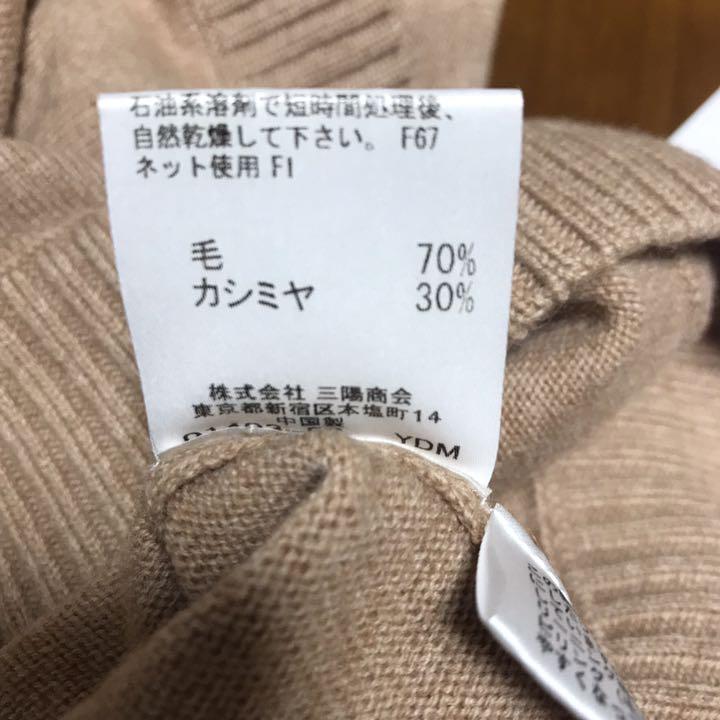 石油系溶剤で短時間処理後、
自然乾燥して下さい。 F67
ネット使用 FI
毛 70%
カシミヤ 30%
株式会社 三陽商会
東京都新宿区本塩町14
中国製
YDM